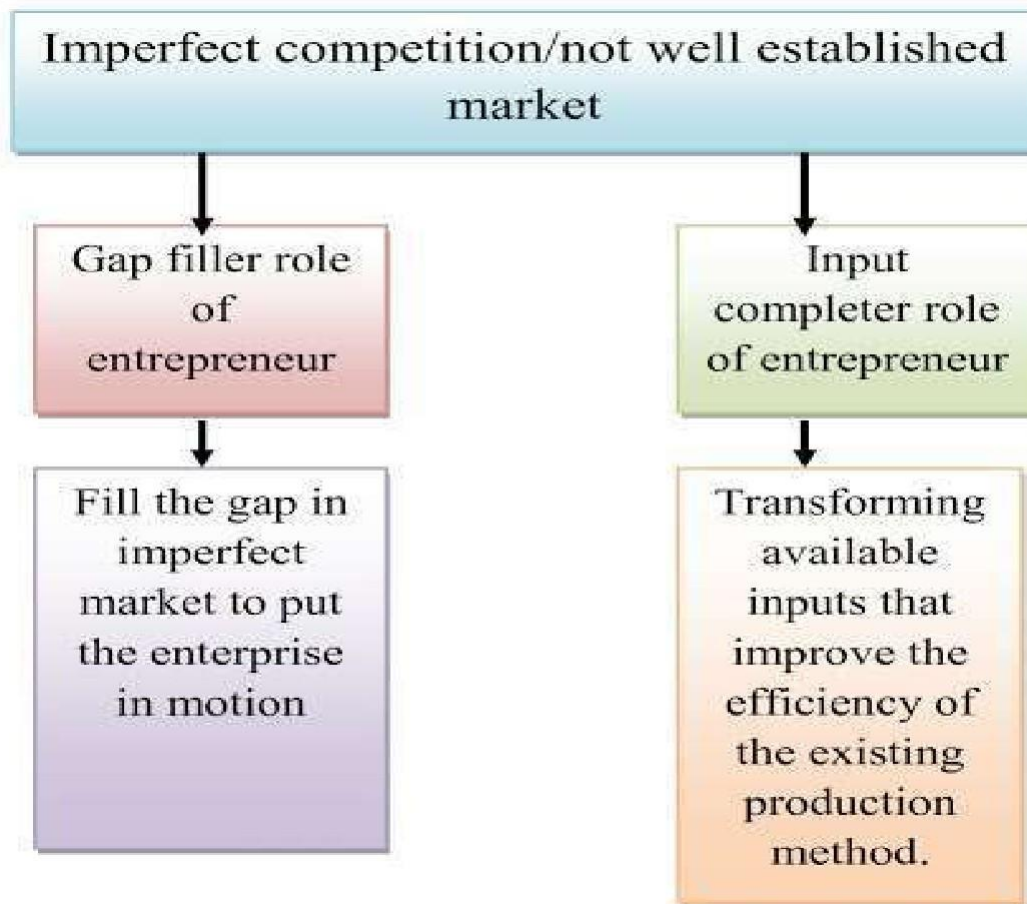 Imperfect competition/not well established
market
Gap filler role
of
entrepreneur
Input
completer role
of entrepreneur
Fill the gap in
imperfect
market to put
the enterprise
in motion
Transforming
available
inputs that
improve the
efficiency of
the existing
production
method.